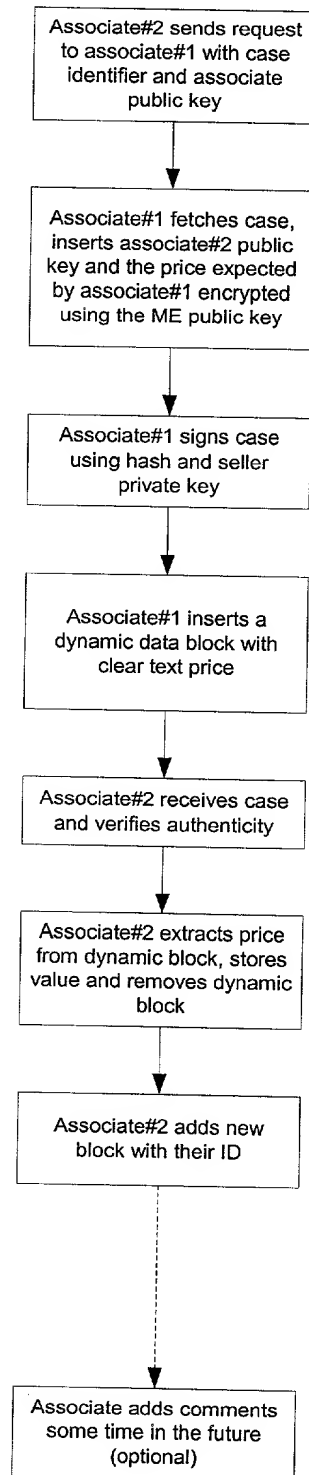 Associate#2 sends request
to associate#1 with case
identifier and associate
public key
Associate#1 fetches case,
inserts associate#2 public
key and the price expected
by associate#1 encrypted
using the ME public key
Associate#1 signs case
using hash and seller
private key
Associate#1 inserts a
dynamic data block with
clear text price
Associate#2 receives case
and verifies authenticity
Associate#2 extracts price
from dynamic block, stores
value and removes dynamic
block
Associate#2 adds new
block with their ID
Associate adds comments
some time in the future
(optional)